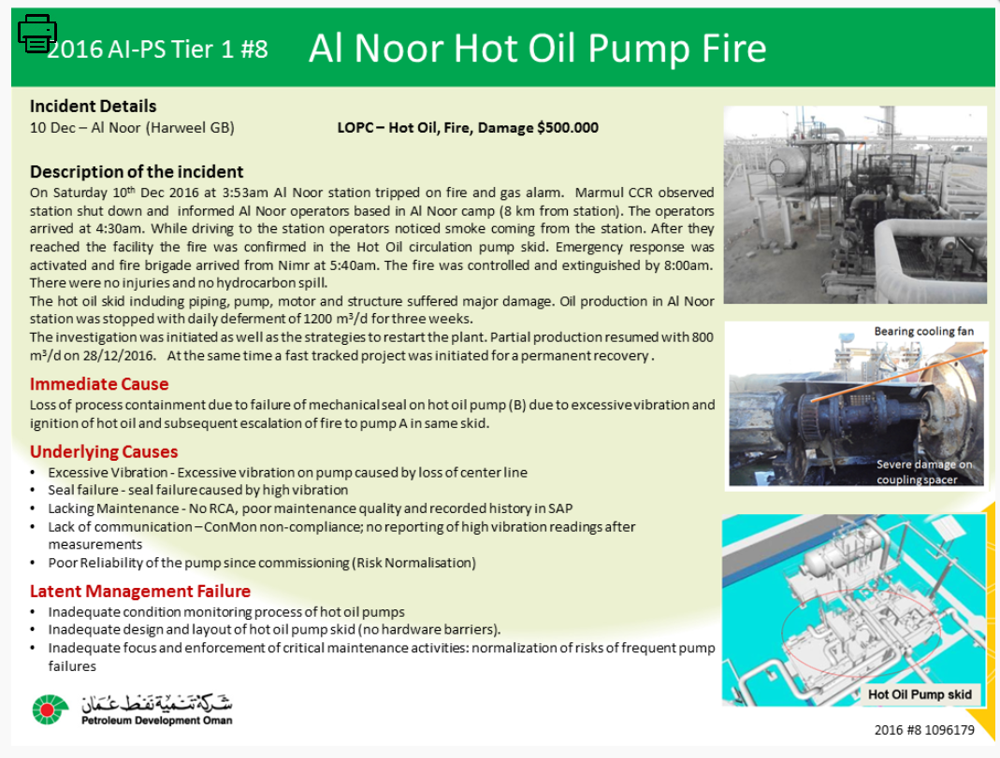 2016 AI-PS Tier 1 #8
Al Noor Hot Oil Pump Fire
Incident Details
10 Dec – Al Noor (Harweel GB)
LOPC – Hot Oil, Fire, Damage $500.000
Description of the incident
On Saturday 10th Dec 2016 at 3:53am Al Noor station tripped on fire and gas alarm. Marmul CCR observed
station shut down and informed Al Noor operators based in Al Noor camp (8 km from station). The operators
arrived at 4:30am. While driving to the station operators noticed smoke coming from the station. After they
reached the facility the fire was confirmed in the Hot Oil circulation pump skid. Emergency response was
activated and fire brigade arrived from Nimr at 5:40am. The fire was controlled and extinguished by 8:00am.
There were no injuries and no hydrocarbon spill.
The hot oil skid including piping, pump, motor and structure suffered major damage. Oil production in Al Noor
station was stopped with daily deferment of 1200 m³/d for three weeks.
The investigation was initiated as well as the strategies to restart the plant. Partial production resumed with 800
m³/d on 28/12/2016. At the same time a fast tracked project was initiated for a permanent recovery .
Immediate Cause
Loss of process containment due to failure of mechanical seal on hot oil pump (B) due to excessive vibration and
ignition of hot oil and subsequent escalation of fire to pump A in same skid.
Underlying Causes
• Excessive Vibration - Excessive vibration on pump caused by loss of center line
• Seal failure - seal failure caused by high vibration
• Lacking Maintenance - No RCA, poor maintenance quality and recorded history in SAP
• Lack of communication – ConMon non-compliance; no reporting of high vibration readings after
measurements
• Poor Reliability of the pump since commissioning (Risk Normalisation)
Latent Management Failure
• Inadequate condition monitoring process of hot oil pumps
• Inadequate design and layout of hot oil pump skid (no hardware barriers).
• Inadequate focus and enforcement of critical maintenance activities: normalization of risks of frequent pump
failures
Bearing cooling fan
Severe damage on
coupling spacer
Hot Oil Pump skid
شركة تنمية نفط عمان
Petroleum Development Oman
2016 #8 1096179